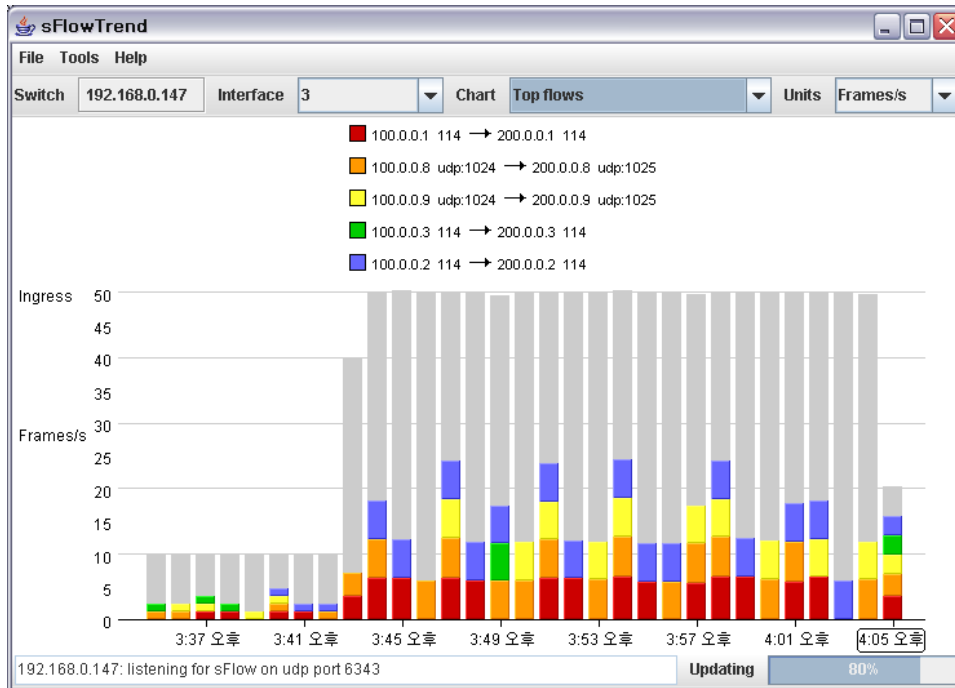 sFlowTrend
File Tools Help
Switch 192.168.0.147 Interface 3 Chart Top flows Units Frames/s
100.0.0.1 114 → 200.0.0.1 114
100.0.0.8 udp:1024 → 200.0.0.8 udp:1025
100.0.0.9 udp:1024 → 200.0.0.9 udp:1025
100.0.0.3 114 → 200.0.0.3 114
100.0.0.2 114 → 200.0.0.2 114
Ingress 50
45
40
35
Frames/s 30
25
20
15
10
5
0
3:37 오후 3:41 오후 3:45 오후 3:49 오후 3:53 오후 3:57 오후 4:01 오후 4:05 오후
192.168.0.147: listening for sFlow on udp port 6343 Updating 80%